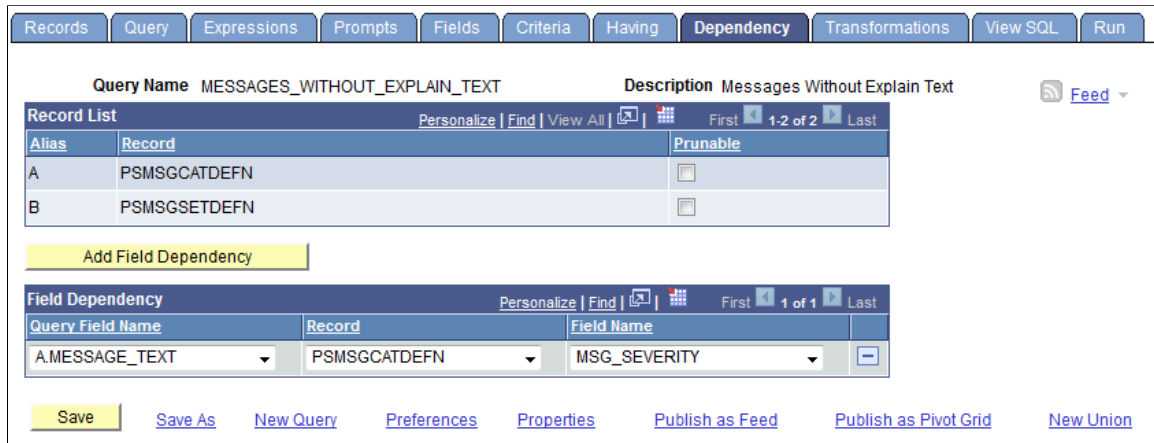 Records Query Expressions Prompts Fields Criteria Having Dependency Transformations View SQL Run
Query Name MESSAGES_WITHOUT_EXPLAIN_TEXT Description Messages Without Explain Text Feed
Record List Personalize | Find | View All | | First 1-2 of 2 Last
Alias Record Prunable
A PSMSGCATDEFN
B PSMSGSETDEFN
Add Field Dependency
Field Dependency Personalize | Find | | First 1 of 1 Last
Query Field Name Record Field Name
A.MESSAGE_TEXT PSMSGCATDEFN MSG_SEVERITY
Save Save As New Query Preferences Properties Publish as Feed Publish as Pivot Grid New Union